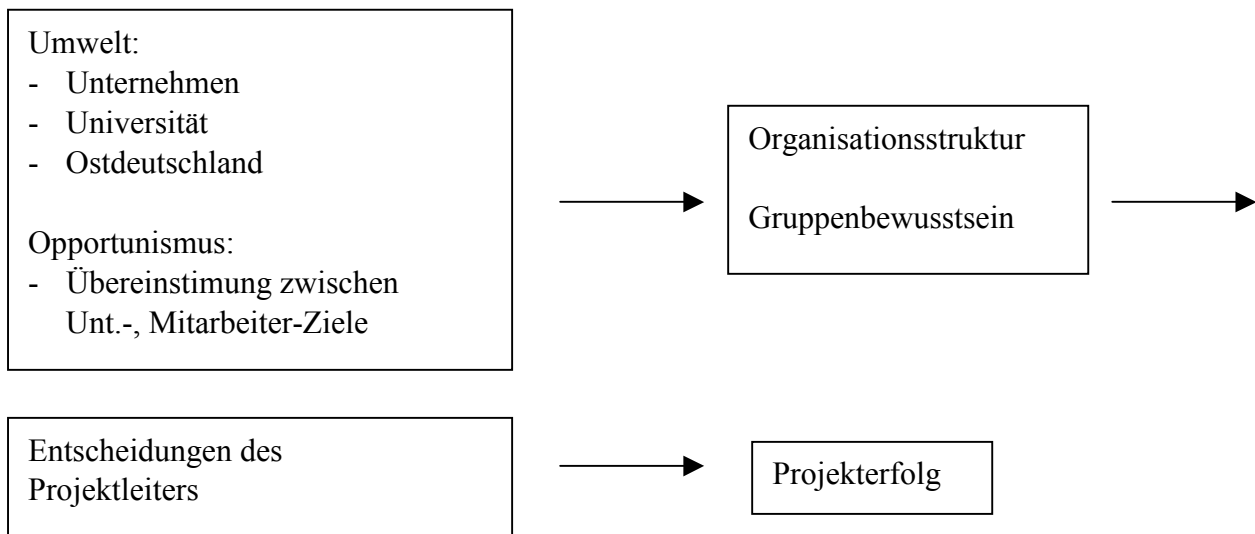 Umwelt:
- Unternehmen
- Universität
- Ostdeutschland
Opportunismus:
- Übereinstimung zwischen
Unt.-, Mitarbeiter-Ziele
Organisationsstruktur
Gruppenbewusstsein
Entscheidungen des
Projektleiters
Projekterfolg